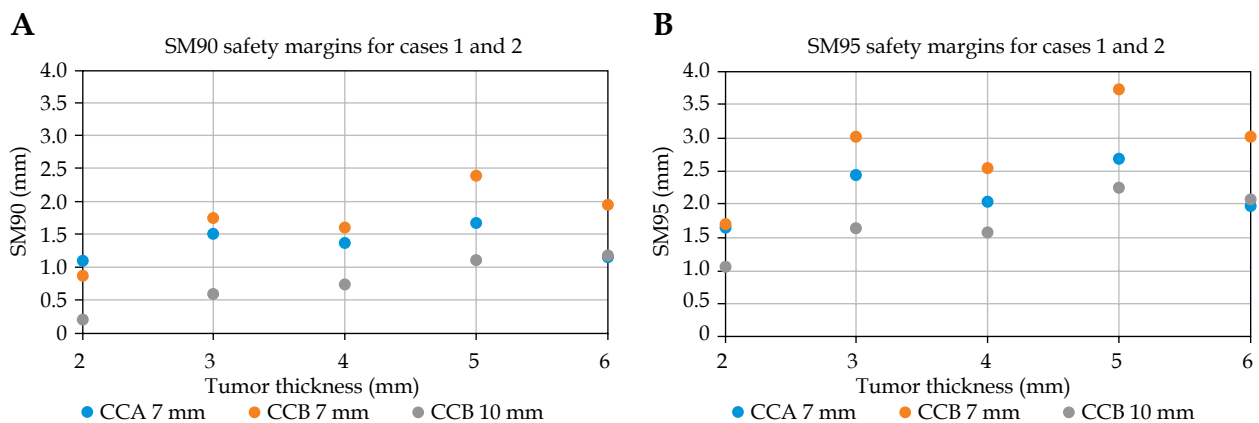 A
SM90 safety margins for cases 1 and 2
4.0
3.5
3.0
2.5
2.0
1.5
1.0
0.5
0
SM90 (mm)
2 3 4 5 6
Tumor thickness (mm)
CCA 7 mm CCB 7 mm CCB 10 mm
B
SM95 safety margins for cases 1 and 2
4.0
3.5
3.0
2.5
2.0
1.5
1.0
0.5
0
SM95 (mm)
2 3 4 5 6
Tumor thickness (mm)
CCA 7 mm CCB 7 mm CCB 10 mm